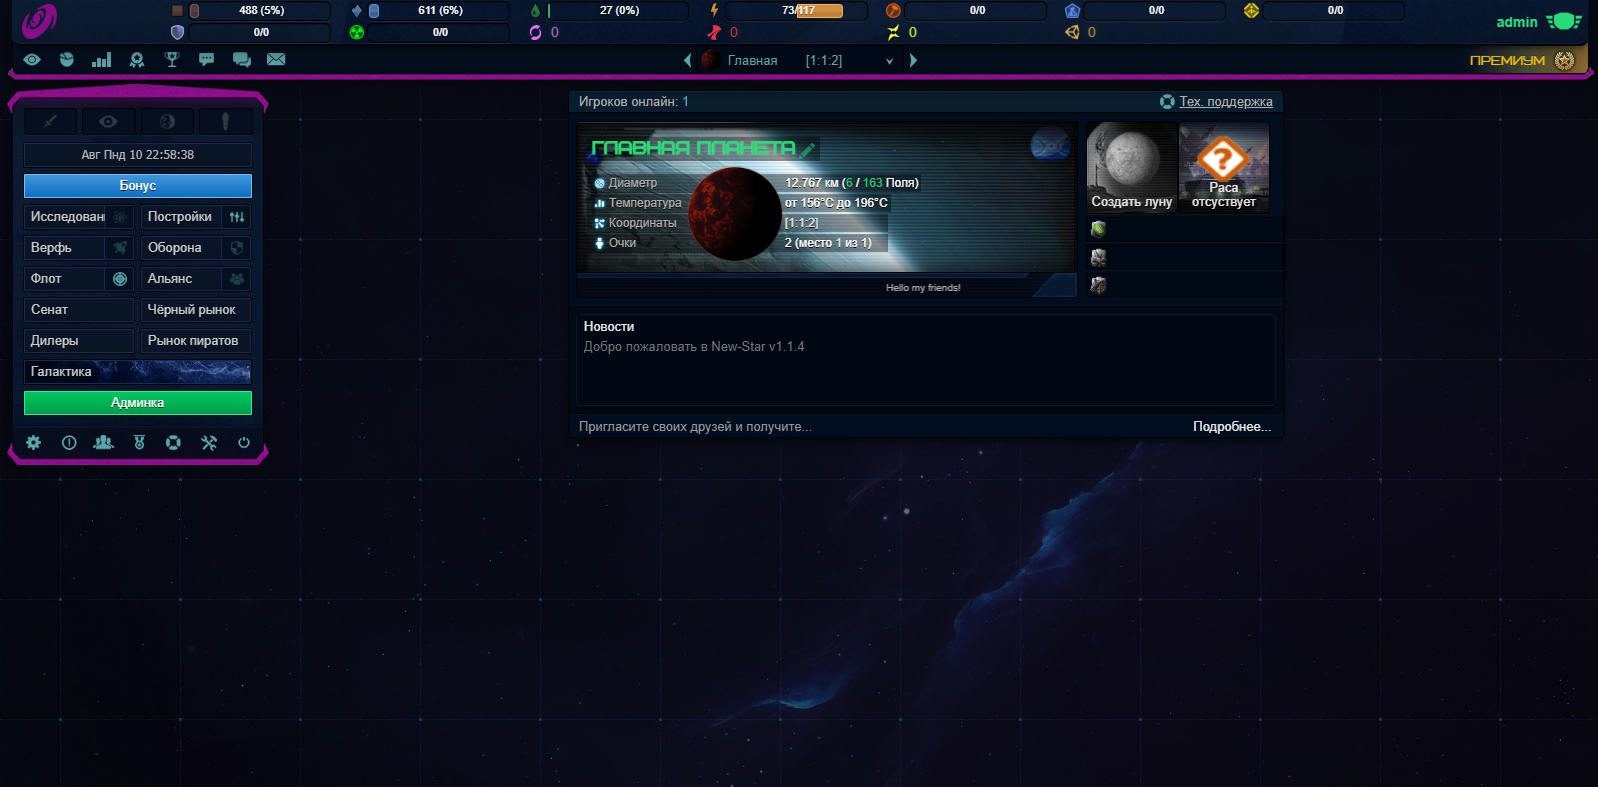 488 (5%)
611 (6%)
27 (0%)
73/117
0/0
0/0
0/0
0/0
0/0
0
0
0
0
admin
Главная [1:1:2]
ПРЕМИУМ
Авг Пнд 10 22:58:38
Бонус
Исследован
Постройки
Верфь
Оборона
Флот
Альянс
Сенат
Чёрный рынок
Дилеры
Рынок пиратов
Галактика
Админка
Игроков онлайн: 1
Тех. поддержка
ГЛАВНАЯ ПЛАНЕТА
Диаметр 12.767 км (6 / 163 Поля)
Температура от 156°C до 196°C
Координаты [1:1:2]
Очки 2 (место 1 из 1)
Hello my friends!
Создать луну
Раса
отсуствует
Новости
Добро пожаловать в New-Star v1.1.4
Пригласите своих друзей и получите...
Подробнее...